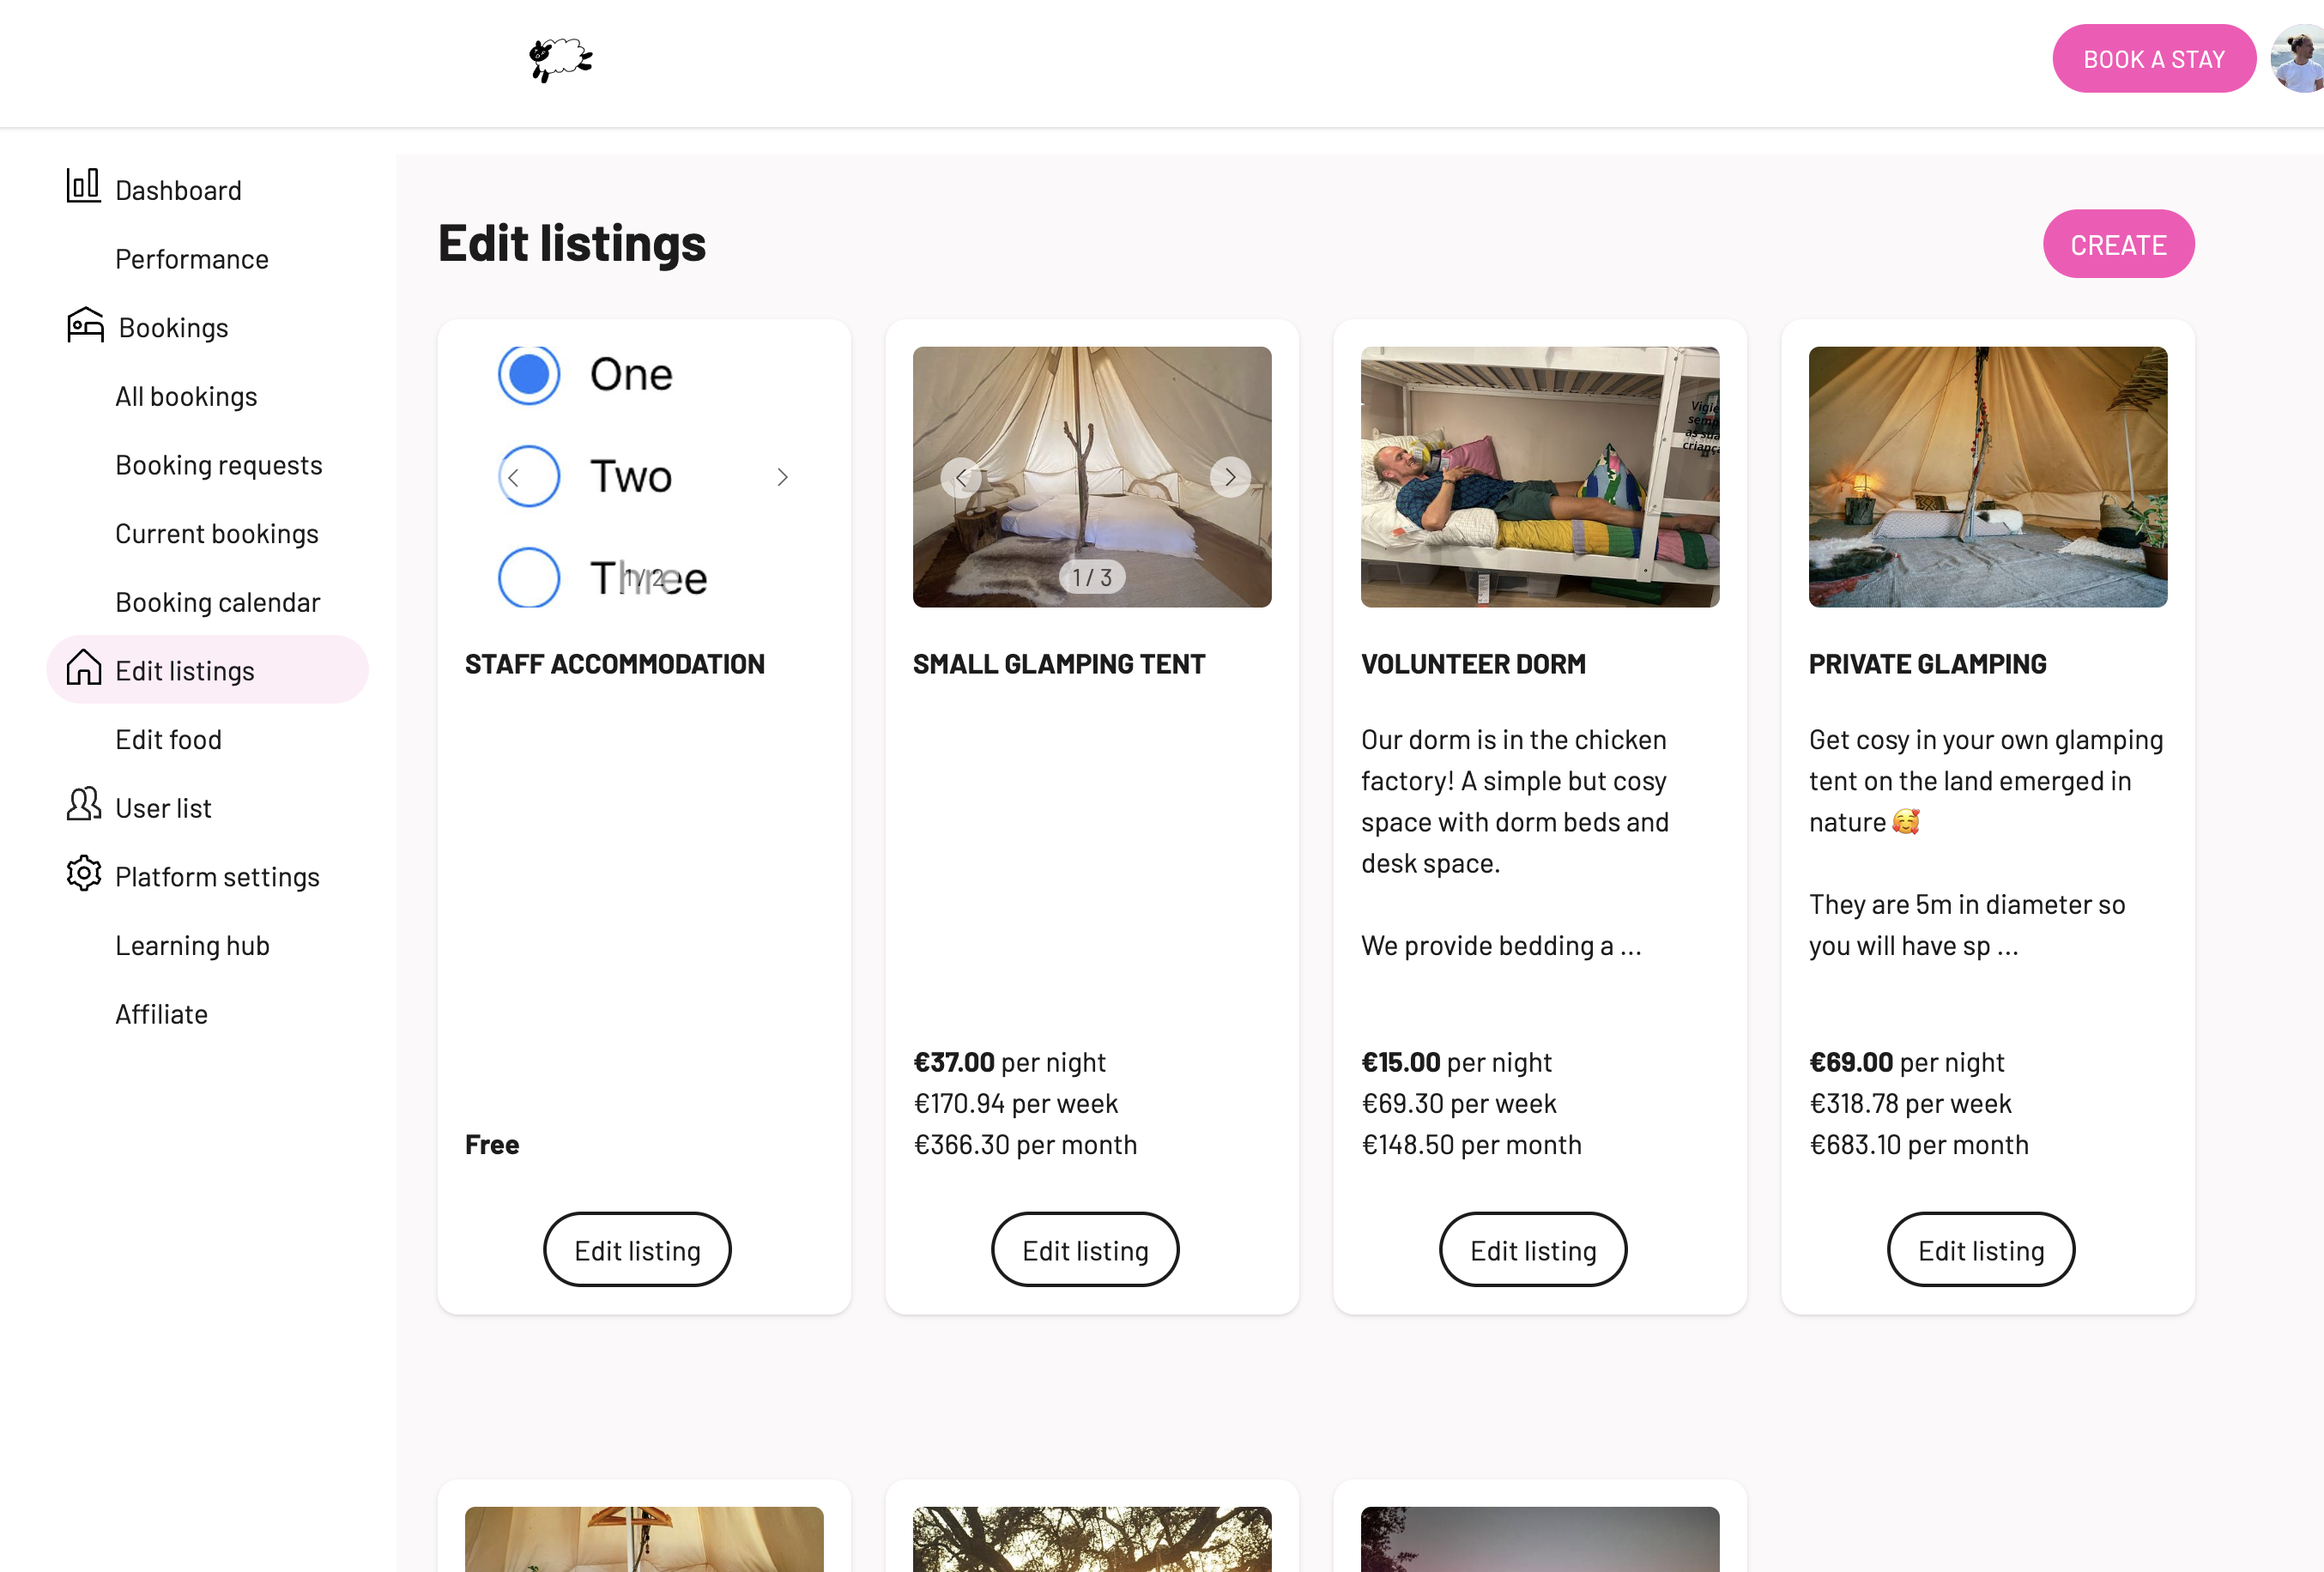 BOOK A STAY
Dashboard
Performance
Bookings
All bookings
Booking requests
Current bookings
Booking calendar
Edit listings
Edit food
User list
Platform settings
Learning hub
Affiliate
Edit listings
CREATE
One
Two
Three
1 / 2
STAFF ACCOMMODATION
Free
Edit listing
1 / 3
SMALL GLAMPING TENT
€37.00 per night
€170.94 per week
€366.30 per month
Edit listing
Vigie
sem
as sua
criança
VOLUNTEER DORM
Our dorm is in the chicken
factory! A simple but cosy
space with dorm beds and
desk space.
We provide bedding a ...
€15.00 per night
€69.30 per week
€148.50 per month
Edit listing
PRIVATE GLAMPING
Get cosy in your own glamping
tent on the land emerged in
nature 🥰
They are 5m in diameter so
you will have sp ...
€69.00 per night
€318.78 per week
€683.10 per month
Edit listing